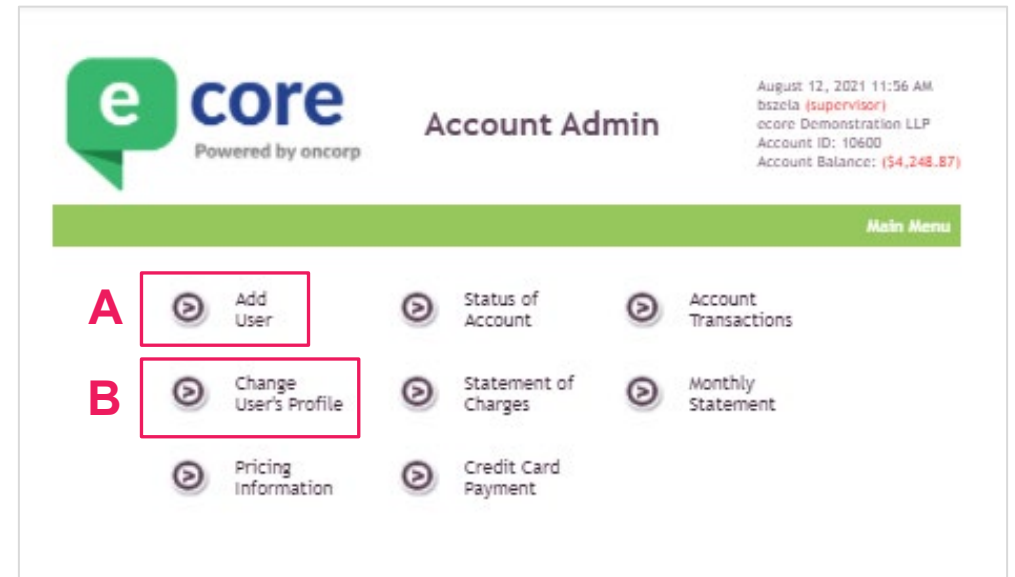 e core
Powered by oncorp
Account Admin
August 12, 2021 11:56 AM
bszela (supervisor)
ecore Demonstration LLP
Account ID: 10600
Account Balance: ($4,248.87)
Main Menu
A
Add
User
Status of
Account
Account
Transactions
B
Change
User's Profile
Statement of
Charges
Monthly
Statement
Pricing
Information
Credit Card
Payment